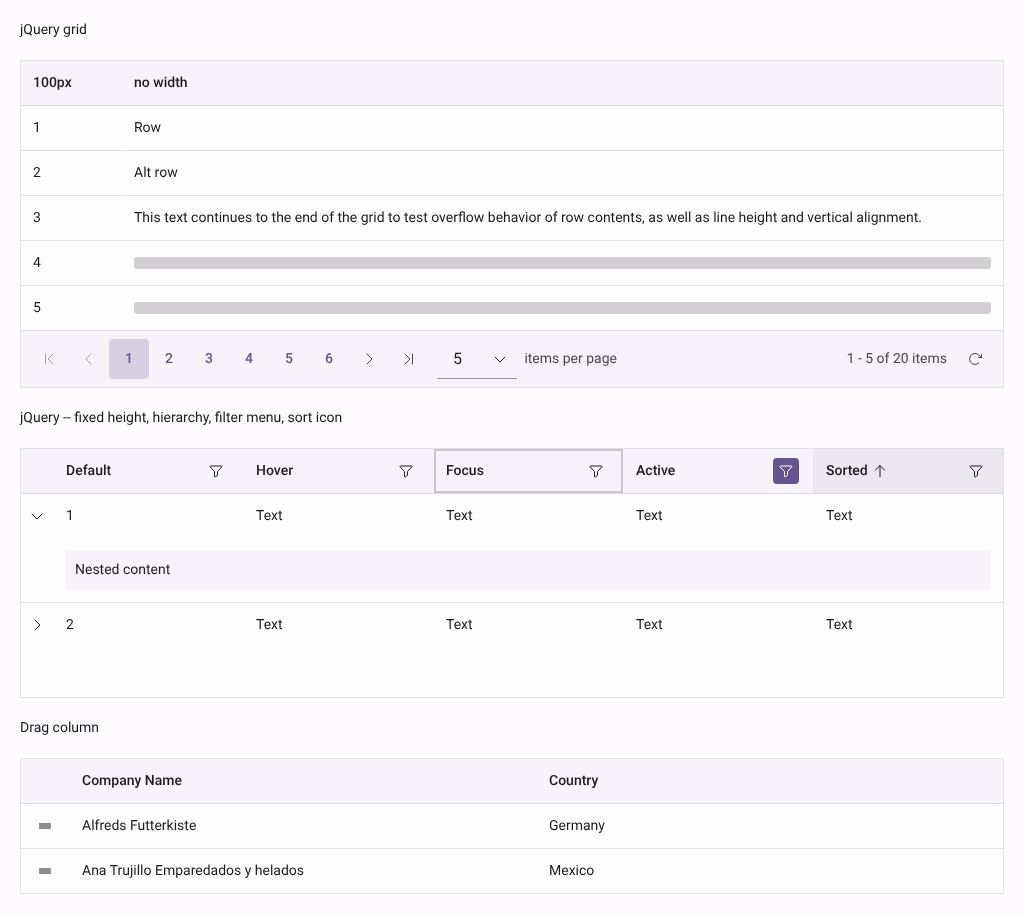 jQuery grid
100px no width
1 Row
2 Alt row
3 This text continues to the end of the grid to test overflow behavior of row contents, as well as line height and vertical alignment.
4
5
1 2 3 4 5 6 5 items per page 1 - 5 of 20 items
jQuery -- fixed height, hierarchy, filter menu, sort icon
Default Hover Focus Active Sorted
1 Text Text Text Text
Nested content
2 Text Text Text Text
Drag column
Company Name Country
Alfreds Futterkiste Germany
Ana Trujillo Emparedados y helados Mexico